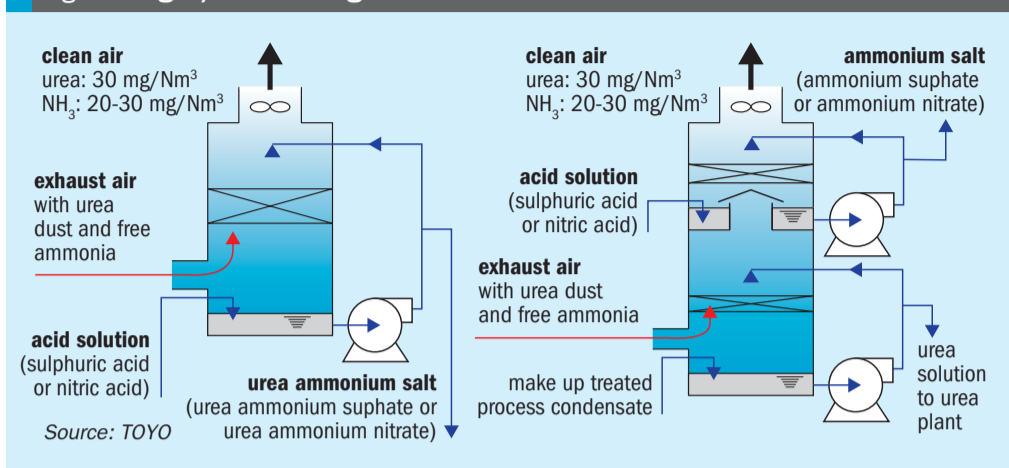 clean air
urea: 30 mg/Nm³
NH₃: 20-30 mg/Nm³
exhaust air
with urea
dust and free
ammonia
acid solution
(sulphuric acid
or nitric acid)
urea ammonium salt
(urea ammonium suphate or
urea ammonium nitrate)
Source: TOYO
clean air
urea: 30 mg/Nm³
NH₃: 20-30 mg/Nm³
ammonium salt
(ammonium suphate
or ammonium nitrate)
acid solution
(sulphuric acid
or nitric acid)
exhaust air
with urea dust
and free ammonia
make up treated
process condensate
urea
solution
to urea
plant